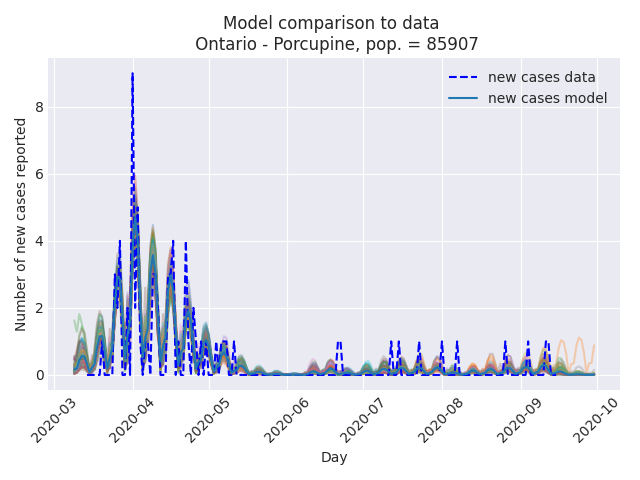 Model comparison to data
Ontario - Porcupine, pop. = 85907
new cases data
new cases model
Number of new cases reported
8
6
4
2
0
2020-03
2020-04
2020-05
2020-06
2020-07
2020-08
2020-09
2020-10
Day